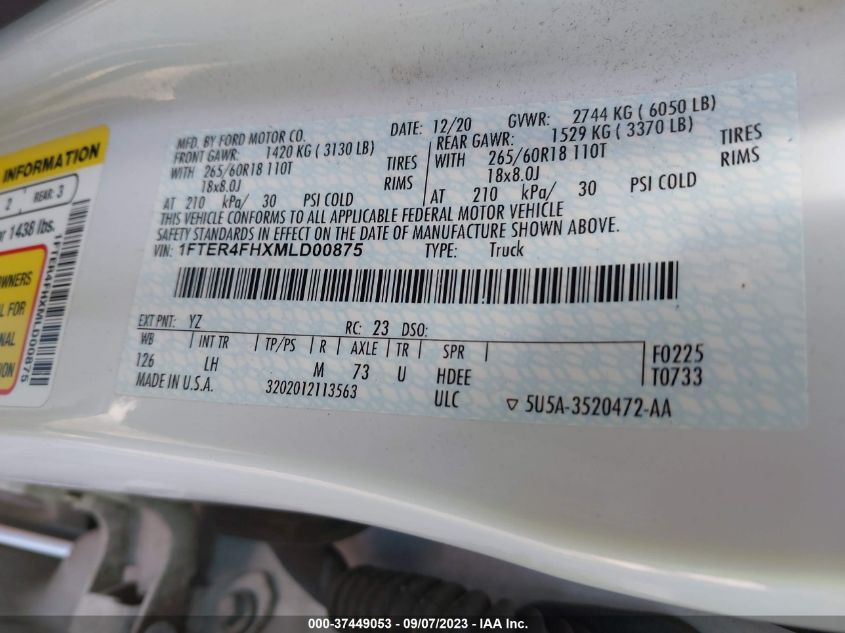 INFORMATION
2 REAR: 3
or 1438 lbs.
OWNERS
L FOR
NAL
ION
1FTER4FHXMLD00875
MFD. BY FORD MOTOR CO.
DATE: 12/20 GVWR: 2744 KG ( 6050 LB)
FRONT GAWR: 1420 KG ( 3130 LB)
REAR GAWR: 1529 KG ( 3370 LB)
WITH 265/60R18 110T TIRES
WITH 265/60R18 110T TIRES
18x8.0J RIMS
18x8.0J RIMS
AT 210 kPa/ 30 PSI COLD
AT 210 kPa/ 30 PSI COLD
THIS VEHICLE CONFORMS TO ALL APPLICABLE FEDERAL MOTOR VEHICLE
SAFETY STANDARDS IN EFFECT ON THE DATE OF MANUFACTURE SHOWN ABOVE.
VIN: 1FTER4FHXMLD00875 TYPE: Truck
EXT PNT: YZ RC: 23 DSO:
WB INT TR TP/PS R AXLE TR SPR F0225
126 LH M 73 U HDEE T0733
MADE IN U.S.A. 3202012113563 ULC ▽ 5U5A-3520472-AA
000-37449053 - 09/07/2023 - IAA Inc.